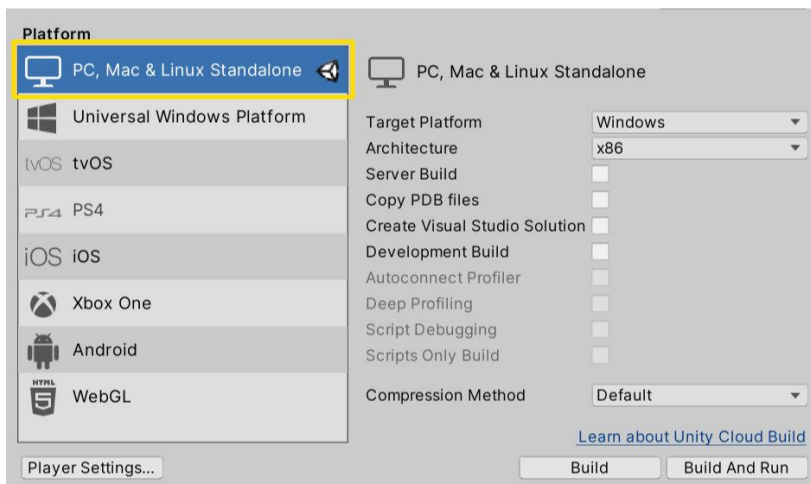 Platform
PC, Mac & Linux Standalone
Universal Windows Platform
tvOS tvOS
PS4 PS4
iOS iOS
Xbox One
Android
HTML
5 WebGL
Player Settings...
PC, Mac & Linux Standalone
Target Platform Windows
Architecture x86
Server Build
Copy PDB files
Create Visual Studio Solution
Development Build
Autoconnect Profiler
Deep Profiling
Script Debugging
Scripts Only Build
Compression Method Default
Learn about Unity Cloud Build
Build Build And Run